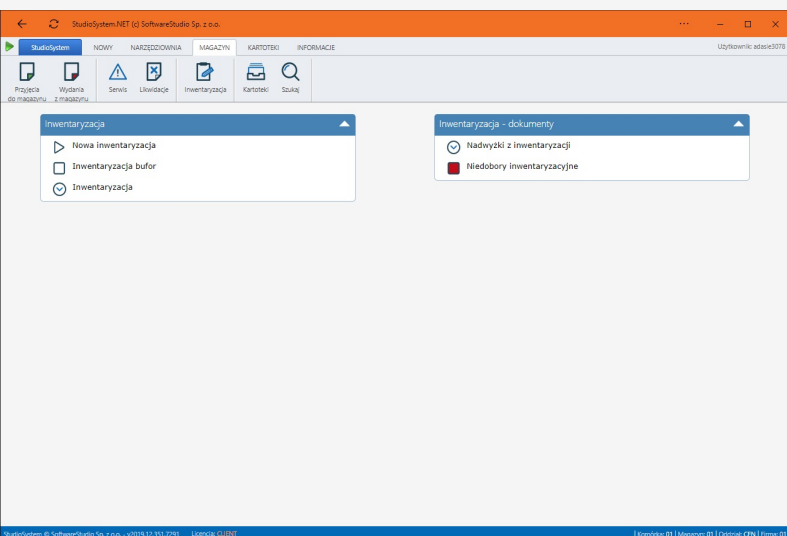 StudioSystem.NET (c) SoftwareStudio Sp. z o.o.
StudioSystem NOWY NARZĘDZIOWNIA MAGAZYN KARTOTEKI INFORMACJE Użytkownik: adasie3078
Przyjęcia do magazynu
Wydania z magazynu
Serwis Likwidacje Inwentaryzacja Kartoteki Szukaj
Inwentaryzacja
Nowa inwentaryzacja
Inwentaryzacja bufor
Inwentaryzacja
Inwentaryzacja - dokumenty
Nadwyżki z inwentaryzacji
Niedobory inwentaryzacyjne
StudioSystem © SoftwareStudio Sp. z o.o. - v2019.12.351.7291 Licencja: CLIENT | Komórka: 01 | Magazyn: 01 | Oddział: CEN | Firma: 01